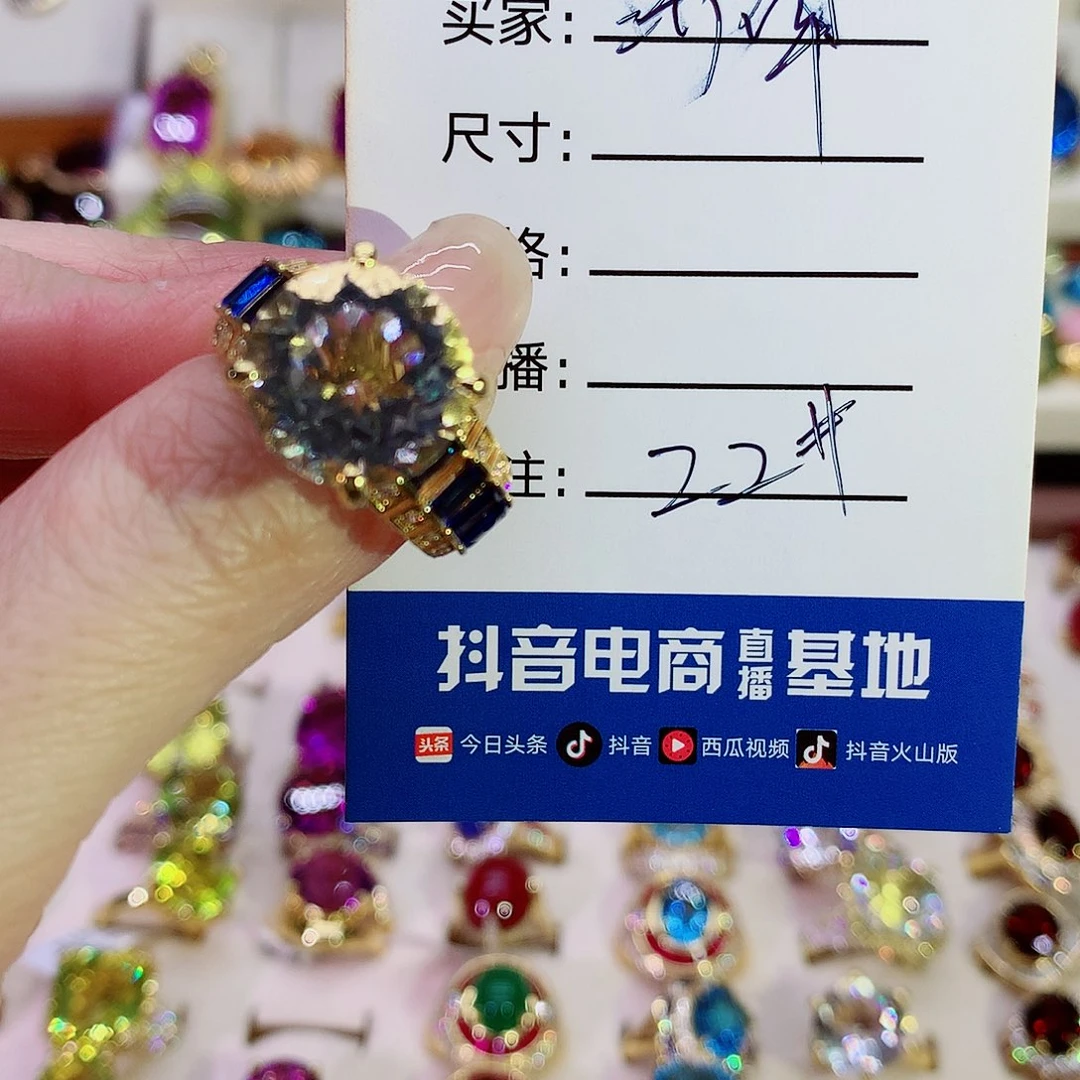 买家：
尺寸：
格：
播：
注：22#
抖音电商直播基地
头条 今日头条 抖音 西瓜视频 抖音火山版